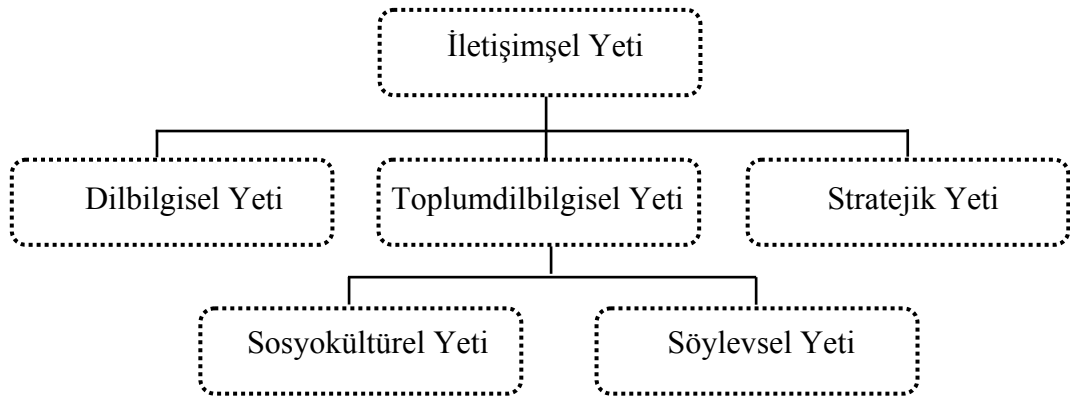 İletişimşel Yeti
Dilbilgisel Yeti
Toplumdilbilgisel Yeti
Stratejik Yeti
Sosyokültürel Yeti
Söylevsel Yeti